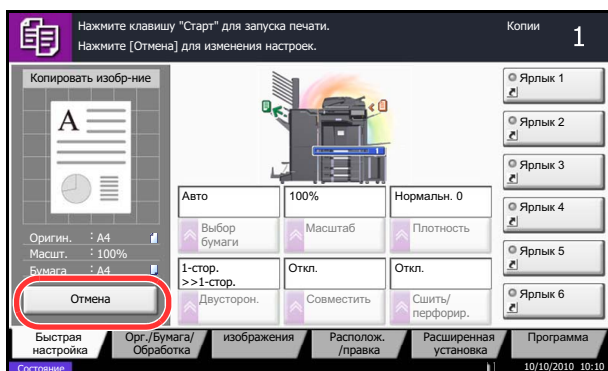 Нажмите клавишу "Старт" для запуска печати.
Нажмите [Отмена] для изменения настроек.
Копии
1
Копировать изобр-ние
A
Оригин. : A4
Масшт. : 100%
Бумага : A4
Отмена
Авто
Выбор
бумаги
100%
Масштаб
Нормальн. 0
Плотность
1-стор.
>>1-стор.
Двусторон.
Откл.
Совместить
Откл.
Сшить/
перфорир.
Ярлык 1
Ярлык 2
Ярлык 3
Ярлык 4
Ярлык 5
Ярлык 6
Быстрая
настройка
Орг./Бумага/
Обработка
изображения
Располож.
/правка
Расширенная
установка
Программа
Состояние
10/10/2010 10:10